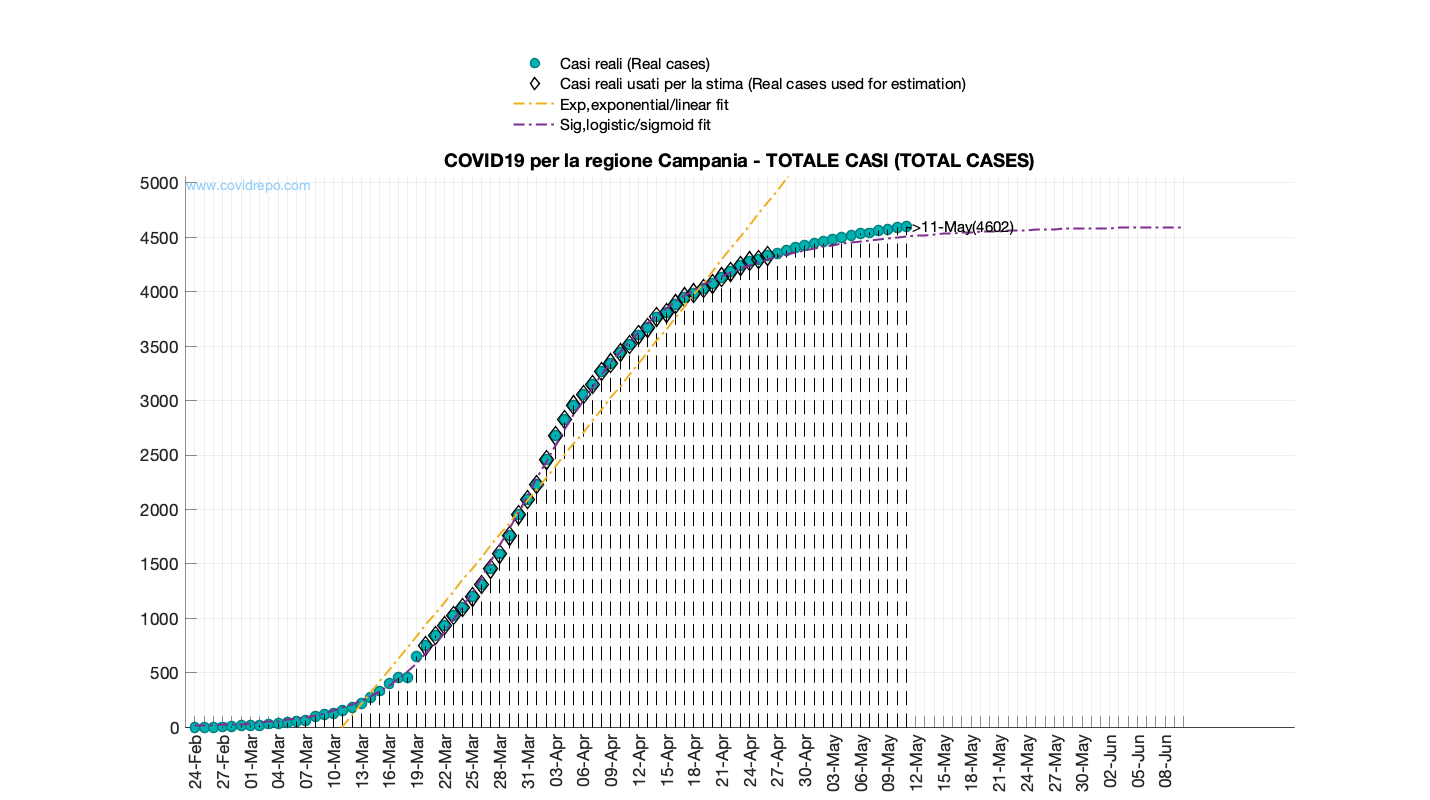 Casi reali (Real cases)
Casi reali usati per la stima (Real cases used for estimation)
Exp,exponential/linear fit
Sig,logistic/sigmoid fit
COVID19 per la regione Campania - TOTALE CASI (TOTAL CASES)
www.covidrepo.com
5000
4500
4000
3500
3000
2500
2000
1500
1000
500
0
>11-May(4602)
24-Feb
27-Feb
01-Mar
04-Mar
07-Mar
10-Mar
13-Mar
16-Mar
19-Mar
22-Mar
25-Mar
28-Mar
31-Mar
03-Apr
06-Apr
09-Apr
12-Apr
15-Apr
18-Apr
21-Apr
24-Apr
27-Apr
30-Apr
03-May
06-May
09-May
12-May
15-May
18-May
21-May
24-May
27-May
30-May
02-Jun
05-Jun
08-Jun